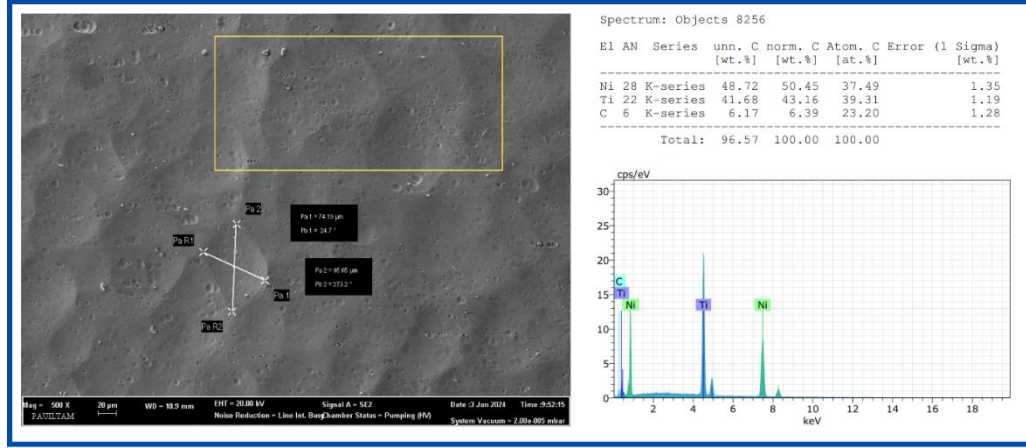 Pa 2
Pa R1
Pa 1
Pa R2
Pa 1 = 74.19 µm
Pb 1 = 24.7 °
Pa 2 = 95.65 µm
Pb 2 = 273.2 °
Mag = 500 X
20 µm
WD = 10.9 mm
EHT = 20.00 kV
Signal A = SE2
Date :3 Jan 2024
Time :9:52:15
PAUILTAM
Noise Reduction = Line Int. Busy
Chamber Status = Pumping (HV)
System Vacuum = 2.00e-005 mbar
Spectrum: Objects 8256
El AN Series unn. C norm. C Atom. C Error (1 Sigma)
[wt.%] [wt.%] [at.%] [wt.%]
Ni 28 K-series 48.72 50.45 37.49 1.35
Ti 22 K-series 41.68 43.16 39.31 1.19
C 6 K-series 6.17 6.39 23.20 1.28
Total: 96.57 100.00 100.00
cps/eV
30
25
20
15
10
5
0
C
Ti
Ni
Ti
Ni
2 4 6 8 10 12 14 16 18
keV